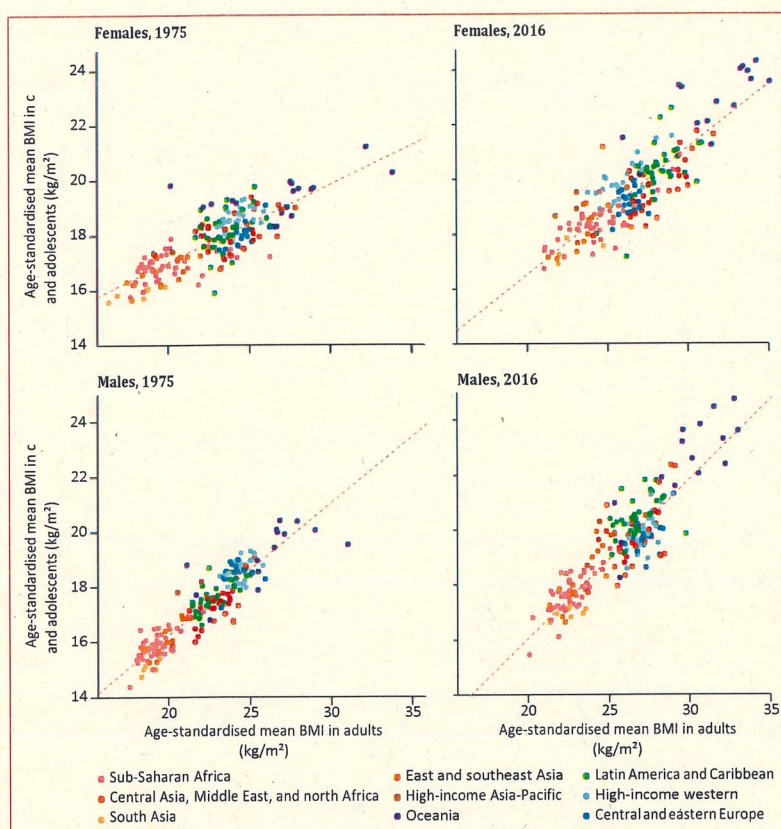 Females, 1975
Females, 2016
Age-standardised mean BMI in c
and adolescents (kg/m²)
24
22
20
18
16
14
Males, 1975
Males, 2016
Age-standardised mean BMI in c
and adolescents (kg/m²)
24
22
20
18
16
14
20
25
30
35
20
25
30
35
Age-standardised mean BMI in adults
(kg/m²)
Age-standardised mean BMI in adults
(kg/m²)
Sub-Saharan Africa
Central Asia, Middle East, and north Africa
South Asia
East and southeast Asia
High-income Asia-Pacific
Oceania
Latin America and Caribbean
High-income western
Central and eastern Europe